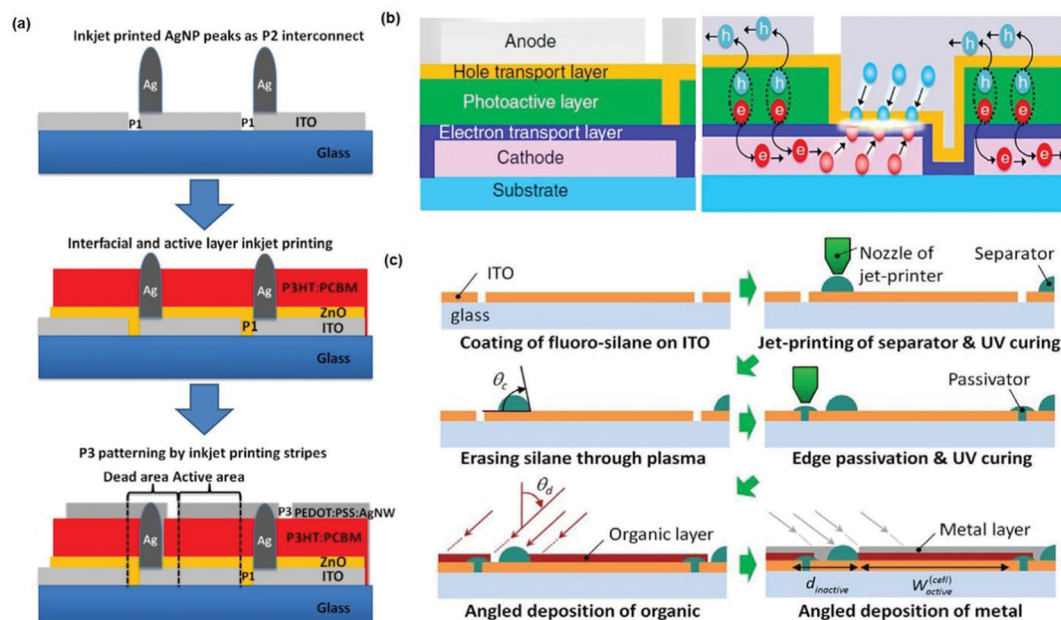 (a)
Inkjet printed AgNP peaks as P2 interconnect
Ag
Ag
P1
P1
ITO
Glass
Interfacial and active layer inkjet printing
Ag
Ag
P3HT:PCBM
ZnO
P1
ITO
Glass
P3 patterning by inkjet printing stripes
Dead area Active area
P3 PEDOT:PSS:AgNW
Ag
Ag
P3HT:PCBM
ZnO
P1
ITO
Glass
(b)
Anode
Hole transport layer
Photoactive layer
Electron transport layer
Cathode
Substrate
h h h h
h h h h
e e e e
e e e e
(c)
ITO
glass
Coating of fluoro-silane on ITO
Nozzle of
jet-printer
Separator
Jet-printing of separator & UV curing
θc
Erasing silane through plasma
Passivator
Edge passivation & UV curing
θd
Organic layer
Angled deposition of organic
Metal layer
dinactive
Wactive(cell)
Angled deposition of metal